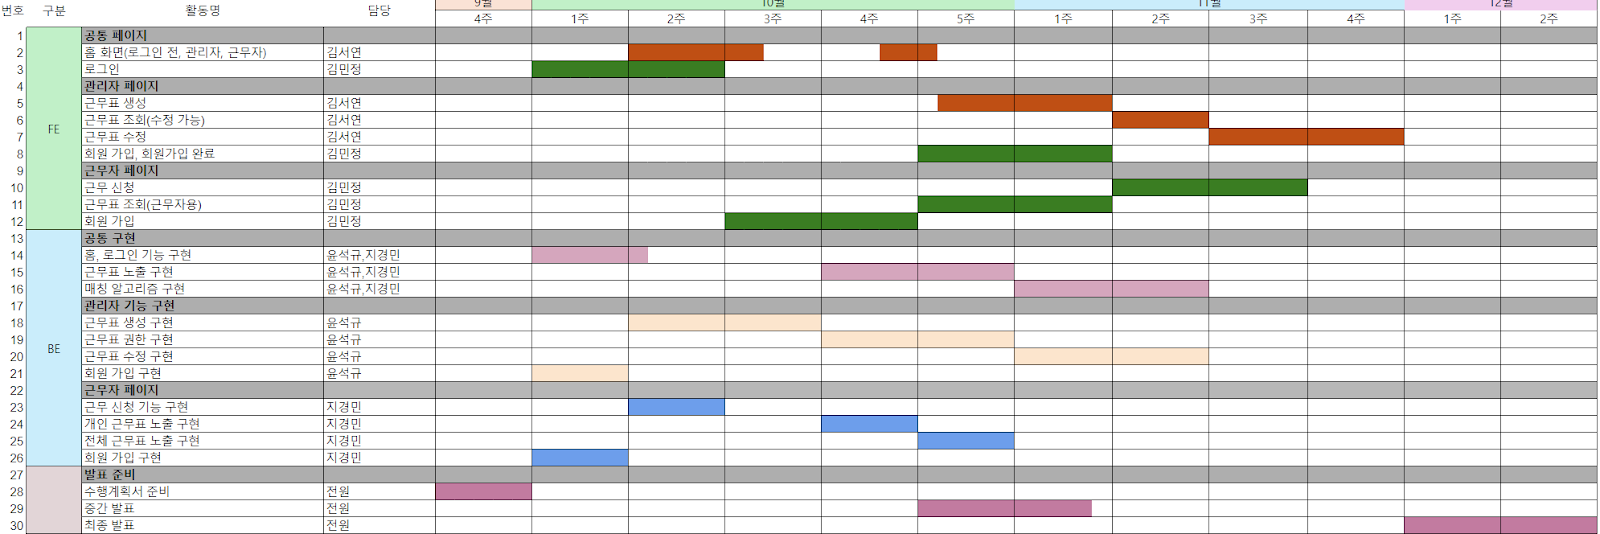 번호 구분 활동명 담당 9월 10월 11월 12월
4주 1주 2주 3주 4주 5주 1주 2주 3주 4주 1주 2주
1 공통 페이지
2 홈 화면(로그인 전, 관리자, 근무자) 김서연
3 로그인 김민정
4 관리자 페이지
5 근무표 생성 김서연
6 근무표 조회(수정 가능) 김서연
FE
7 근무표 수정 김서연
8 회원 가입, 회원가입 완료 김민정
9 근무자 페이지
10 근무 신청 김민정
11 근무표 조회(근무자용) 김민정
12 회원 가입 김민정
13 공통 구현
14 홈, 로그인 기능 구현 윤석규,지경민
15 근무표 노출 구현 윤석규,지경민
16 매칭 알고리즘 구현 윤석규,지경민
17 관리자 기능 구현
18 근무표 생성 구현 윤석규
19 근무표 권한 구현 윤석규
BE
20 근무표 수정 구현 윤석규
21 회원 가입 구현 윤석규
22 근무자 페이지
23 근무 신청 기능 구현 지경민
24 개인 근무표 노출 구현 지경민
25 전체 근무표 노출 구현 지경민
26 회원 가입 구현 지경민
27 발표 준비
28 수행계획서 준비 전원
29 중간 발표 전원
30 최종 발표 전원